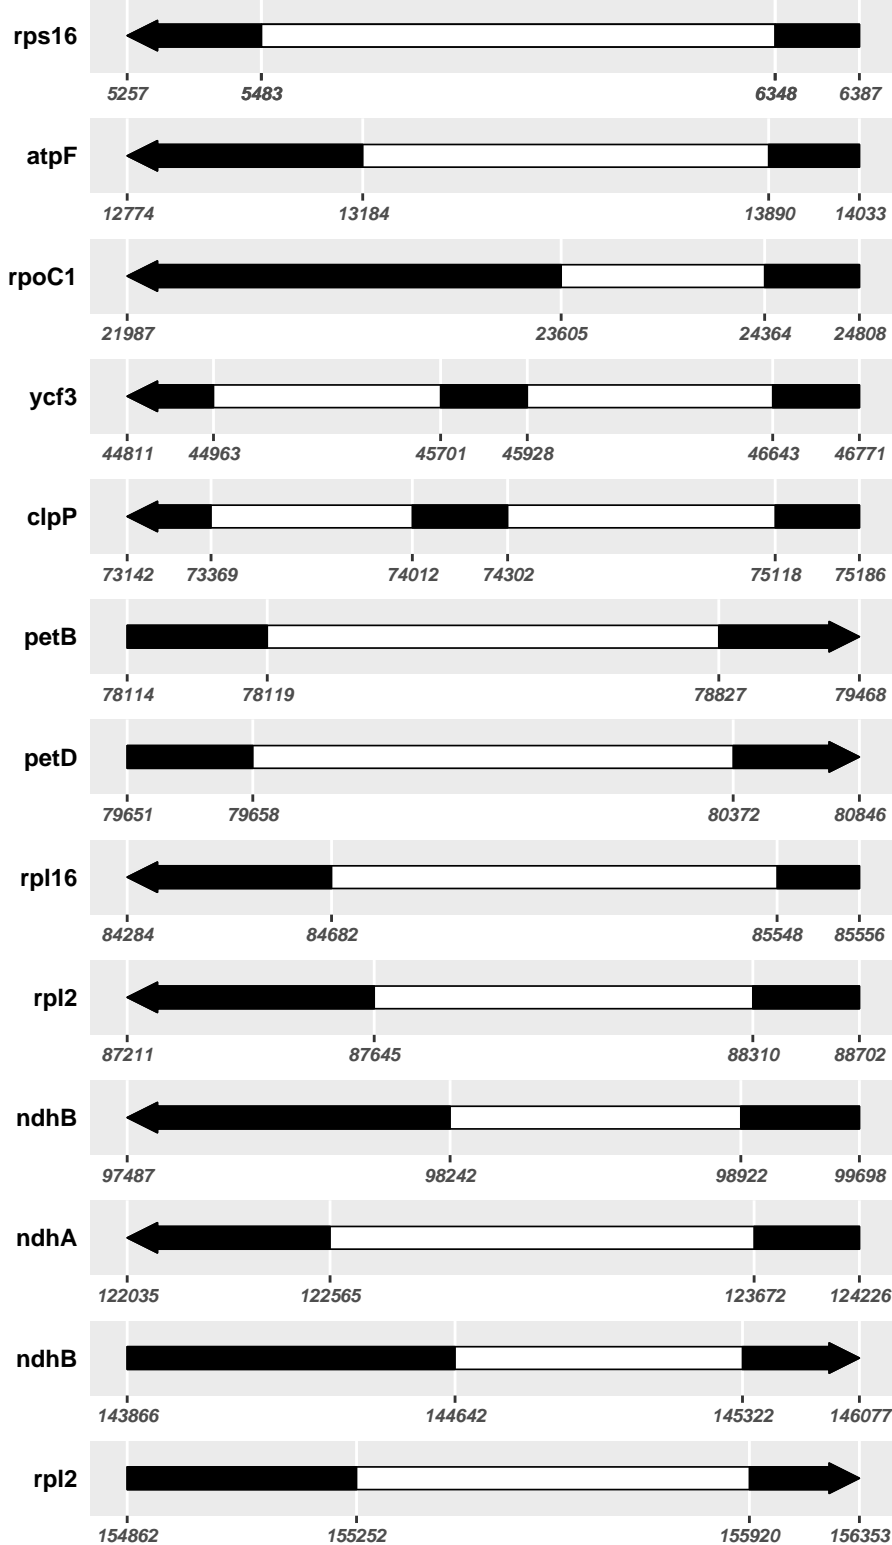 rps16
5257 5483 6348 6387
atpF
12774 13184 13890 14033
rpoC1
21987 23605 24364 24808
ycf3
44811 44963 45701 45928 46643 46771
clpP
73142 73369 74012 74302 75118 75186
petB
78114 78119 78827 79468
petD
79651 79658 80372 80846
rpl16
84284 84682 85548 85556
rpl2
87211 87645 88310 88702
ndhB
97487 98242 98922 99698
ndhA
122035 122565 123672 124226
ndhB
143866 144642 145322 146077
rpl2
154862 155252 155920 156353